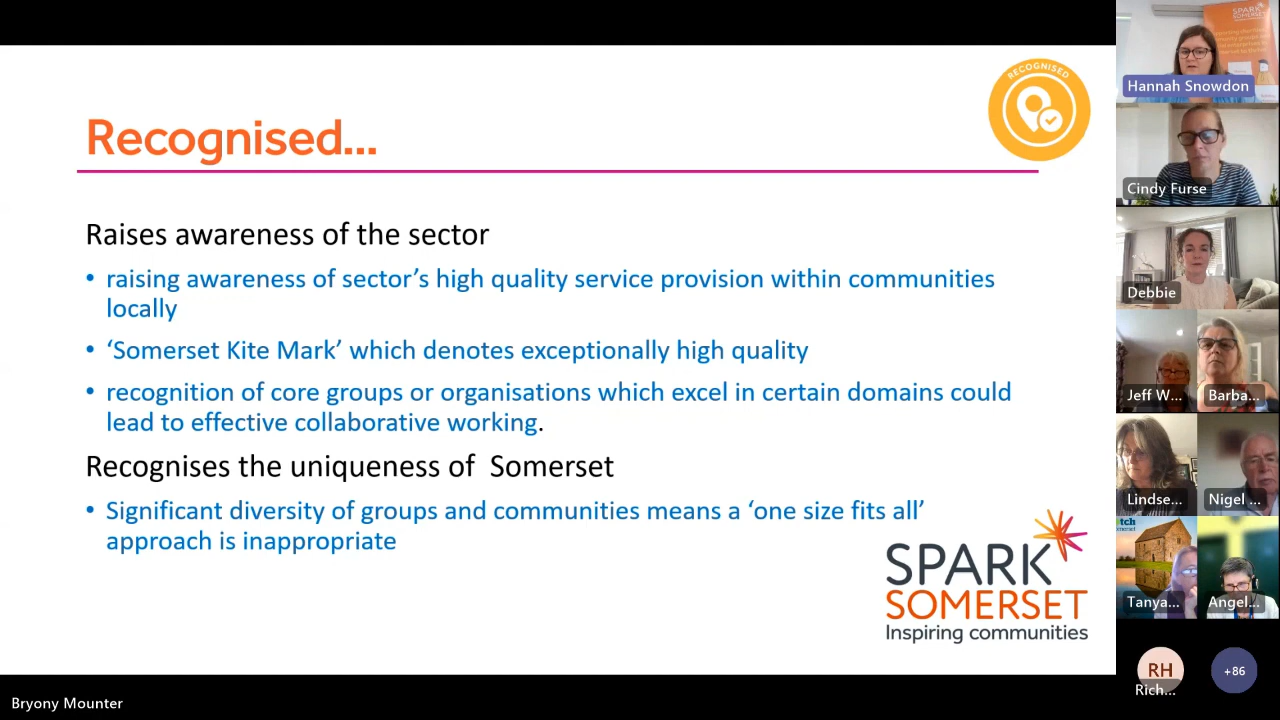 Recognised...
RECOGNISED
Raises awareness of the sector
• raising awareness of sector's high quality service provision within communities
locally
• 'Somerset Kite Mark' which denotes exceptionally high quality
• recognition of core groups or organisations which excel in certain domains could
lead to effective collaborative working.
Recognises the uniqueness of Somerset
• Significant diversity of groups and communities means a 'one size fits all'
approach is inappropriate
SPARK
SOMERSET
Inspiring communities
Bryony Mounter
SPARK
SOMERSET
Hannah Snowdon
Cindy Furse
Debbie
Jeff W...
Barba...
Lindse...
Nigel ...
Tanya...
Angel...
RH
Rich...
+86